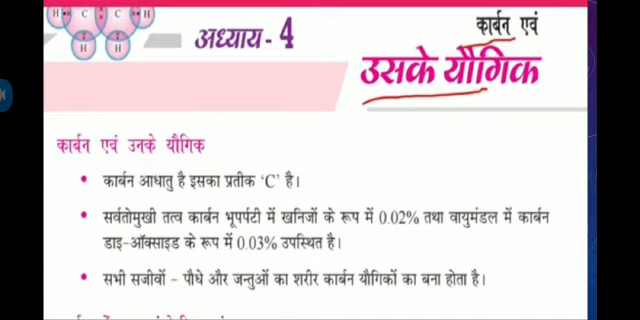 H C C H
H H
अध्याय - 4
कार्बन एवं
उसके यौगिक
कार्बन एवं उनके यौगिक
• कार्बन आधातु है इसका प्रतीक ‘C’ है।
• सर्वतोमुखी तत्व कार्बन भूपर्पटी में खनिजों के रूप में 0.02% तथा वायुमंडल में कार्बन
डाइ-ऑक्साइड के रूप में 0.03% उपस्थित है।
• सभी सजीवों – पौधे और जन्तुओं का शरीर कार्बन यौगिकों का बना होता है।